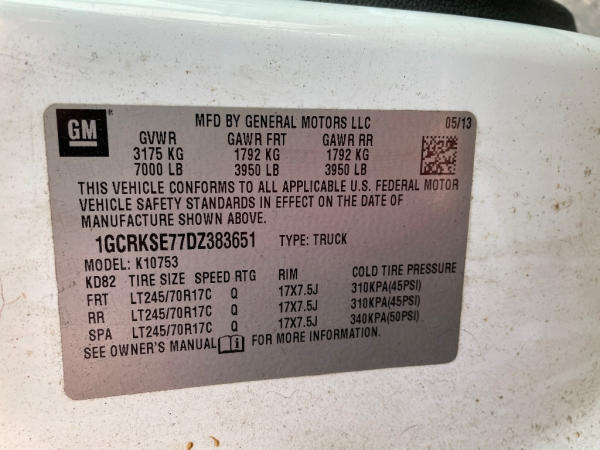 GM
MFD BY GENERAL MOTORS LLC 05/13
GVWR GAWR FRT GAWR RR
3175 KG 1792 KG 1792 KG
7000 LB 3950 LB 3950 LB
THIS VEHICLE CONFORMS TO ALL APPLICABLE U.S. FEDERAL MOTOR
VEHICLE SAFETY STANDARDS IN EFFECT ON THE DATE OF
MANUFACTURE SHOWN ABOVE.
1GCRKSE77DZ383651 TYPE: TRUCK
MODEL: K10753
KD82 TIRE SIZE SPEED RTG RIM COLD TIRE PRESSURE
FRT LT245/70R17C Q 17X7.5J 310KPA(45PSI)
RR LT245/70R17C Q 17X7.5J 310KPA(45PSI)
SPA LT245/70R17C Q 17X7.5J 340KPA(50PSI)
SEE OWNER'S MANUAL FOR MORE INFORMATION.